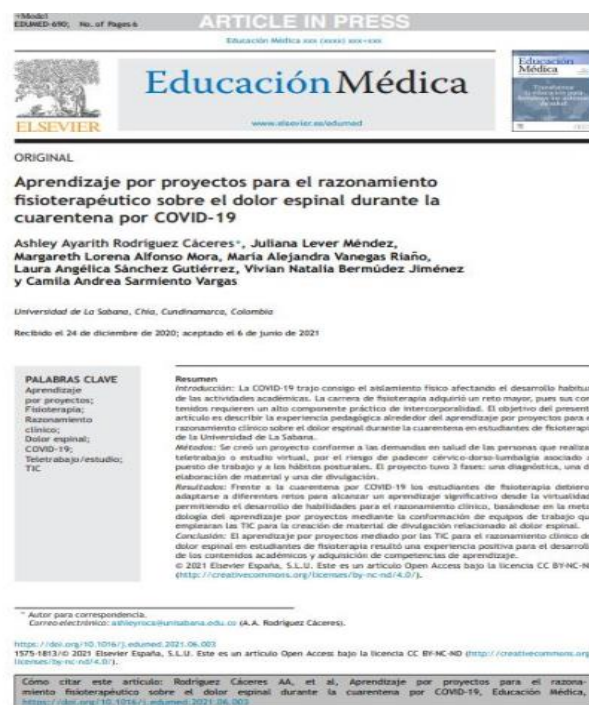 +Model
EDUMED-690; No. of Pages 6
ARTICLE IN PRESS
Educación Médica xxx (xxxx) xxx-xxx
Educación Médica
www.elsevier.es/edumed
ELSEVIER
Educación
Médica
ORIGINAL
Aprendizaje por proyectos para el razonamiento
fisioterapéutico sobre el dolor espinal durante la
cuarentena por COVID-19
Ashley Ayarith Rodriguez Cáceres*, Juliana Lever Méndez,
Margareth Lorena Alfonso Mora, María Alejandra Vanegas Riaño,
Laura Angélica Sánchez Gutiérrez, Vivian Natalia Bermúdez Jiménez
y Camila Andrea Sarmiento Vargas
Universidad de La Sabana, Chía, Cundinamarca, Colombia
Recibido el 24 de diciembre de 2020; aceptado el 6 de junio de 2021
PALABRAS CLAVE
Aprendizaje
por proyectos;
Fisioterapia;
Razonamiento
clínico;
Dolor espinal;
COVID-19;
Teletrabajo/estudio;
TIC
Resumen
Introducción: La COVID-19 trajo consigo el aislamiento físico afectando el desarrollo habitu
de las actividades académicas. La carrera de fisioterapia adquirió un reto mayor, pues sus con
tenidos requieren un alto componente práctico de intercorporalidad. El objetivo del present
artículo es describir la experiencia pedagógica alrededor del aprendizaje por proyectos para e
razonamiento clínico sobre el dolor espinal durante la cuarentena en estudiantes de fisioterapi
de la Universidad de La Sabana.
Métodos: Se creó un proyecto conforme a las demandas en salud de las personas que realiza
teletrabajo o estudio virtual, por el riesgo de padecer cérvico-dorso-lumbalgia asociado a
puesto de trabajo y a los hábitos posturales. El proyecto tuvo 3 fases: una diagnóstica, una d
elaboración de material y una de divulgación.
Resultados: Frente a la cuarentena por COVID-19 los estudiantes de fisioterapia debiero
adaptarse a diferentes retos para alcanzar un aprendizaje significativo desde la virtualidad
permitiendo el desarrollo de habilidades para el razonamiento clínico, basándose en la meto
dología del aprendizaje por proyectos mediante la conformación de equipos de trabajo qu
emplearan las TIC para la creación de material de divulgación relacionado al dolor espinal.
Conclusión: El aprendizaje por proyectos mediado por las TIC para el razonamiento clínico de
dolor espinal en estudiantes de fisioterapia resultó una experiencia positiva para el desarroll
de los contenidos académicos y adquisición de competencias de aprendizaje.
© 2021 Elsevier España, S.L.U. Este es un artículo Open Access bajo la licencia CC BY-NC-N
(http://creativecommons.org/licenses/by-nc-nd/4.0/).
* Autor para correspondencia.
Correo electrónico: ashleyroca@unisabana.edu.co (A.A. Rodríguez Cáceres).
https://doi.org/10.1016/j.edumed.2021.06.003
1575-1813/© 2021 Elsevier España, S.L.U. Este es un artículo Open Access bajo la licencia CC BY-NC-ND (http://creativecommons.org
licenses/by-nc-nd/4.0/).
Cómo citar este artículo: Rodríguez Cáceres AA, et al, Aprendizaje por proyectos para el razona-
miento fisioterapéutico sobre el dolor espinal durante la cuarentena por COVID-19, Educación Médica,
https://doi.org/10.1016/j.edumed.2021.06.003